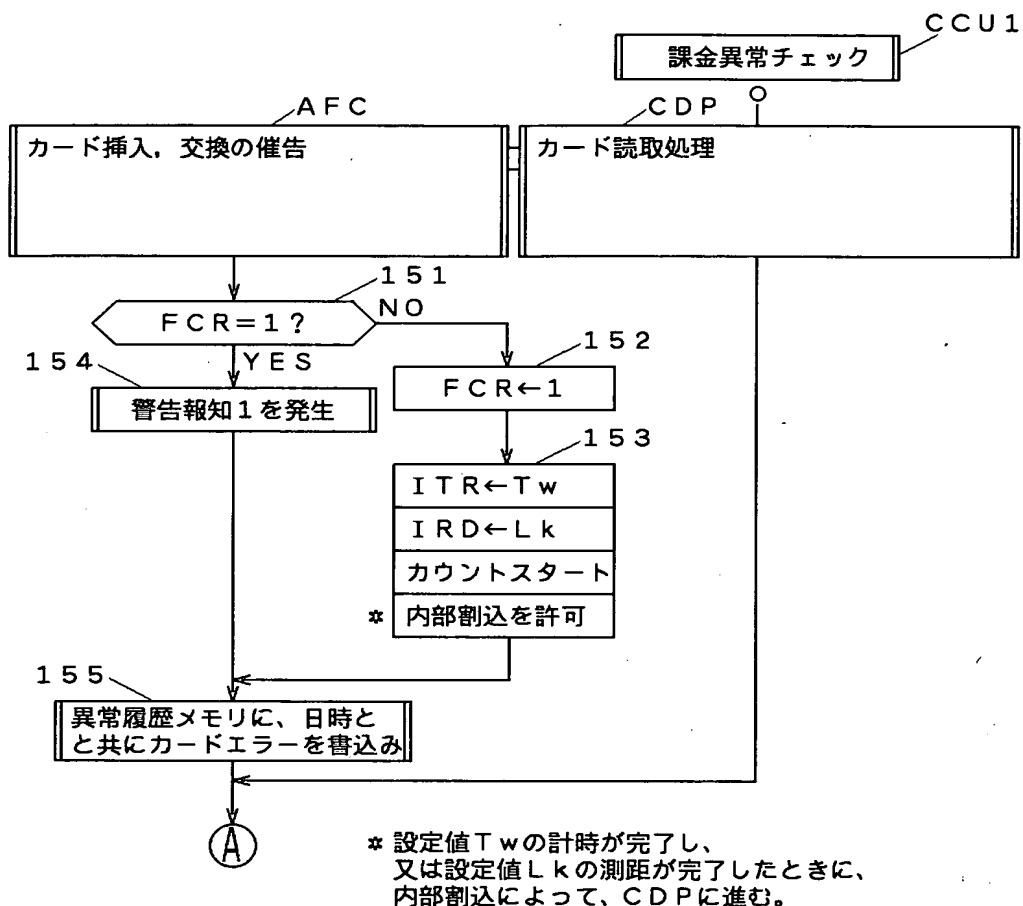 CCU1
課金異常チェック
AFC
CDP
カード挿入,交換の催告
カード読取処理
151
FCR=1?
NO
YES
152
FCR←1
154
警告報知1を発生
153
ITR←Tw
IRD←Lk
カウントスタート
* 内部割込を許可
155
異常履歴メモリに、日時と
と共にカードエラーを書込み
A
* 設定値Twの計時が完了し、
又は設定値Lkの測距が完了したときに、
内部割込によって、CDPに進む。